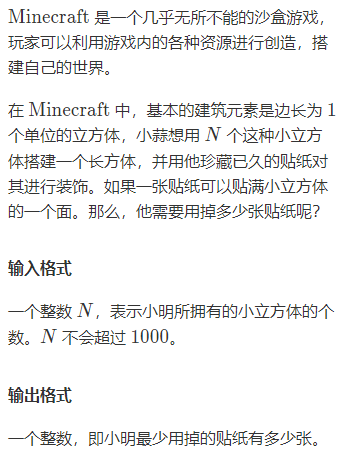 Minecraft 是一个几乎无所不能的沙盒游戏，
玩家可以利用游戏内的各种资源进行创造，搭
建自己的世界。
在 Minecraft 中，基本的建筑元素是边长为 1
个单位的立方体，小蒜想用 N 个这种小立方
体搭建一个长方体，并用他珍藏已久的贴纸对
其进行装饰。如果一张贴纸可以贴满小立方体
的一个面。那么，他需要用掉多少张贴纸呢？
输入格式
一个整数 N，表示小明所拥有的小立方体的个
数。N 不会超过 1000。
输出格式
一个整数，即小明最少用掉的贴纸有多少张。